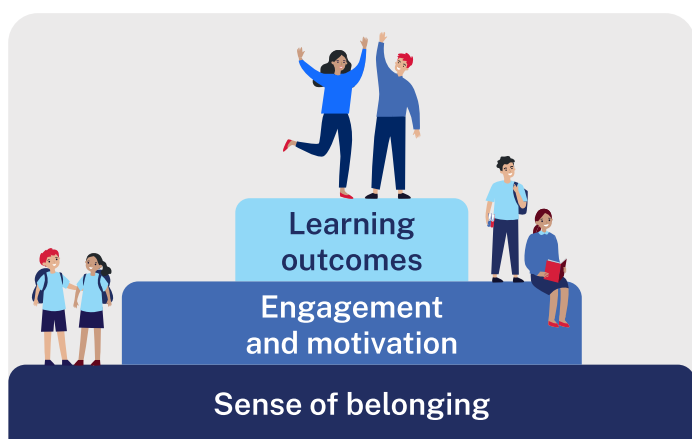 Learning
outcomes
Engagement
and motivation
Sense of belonging